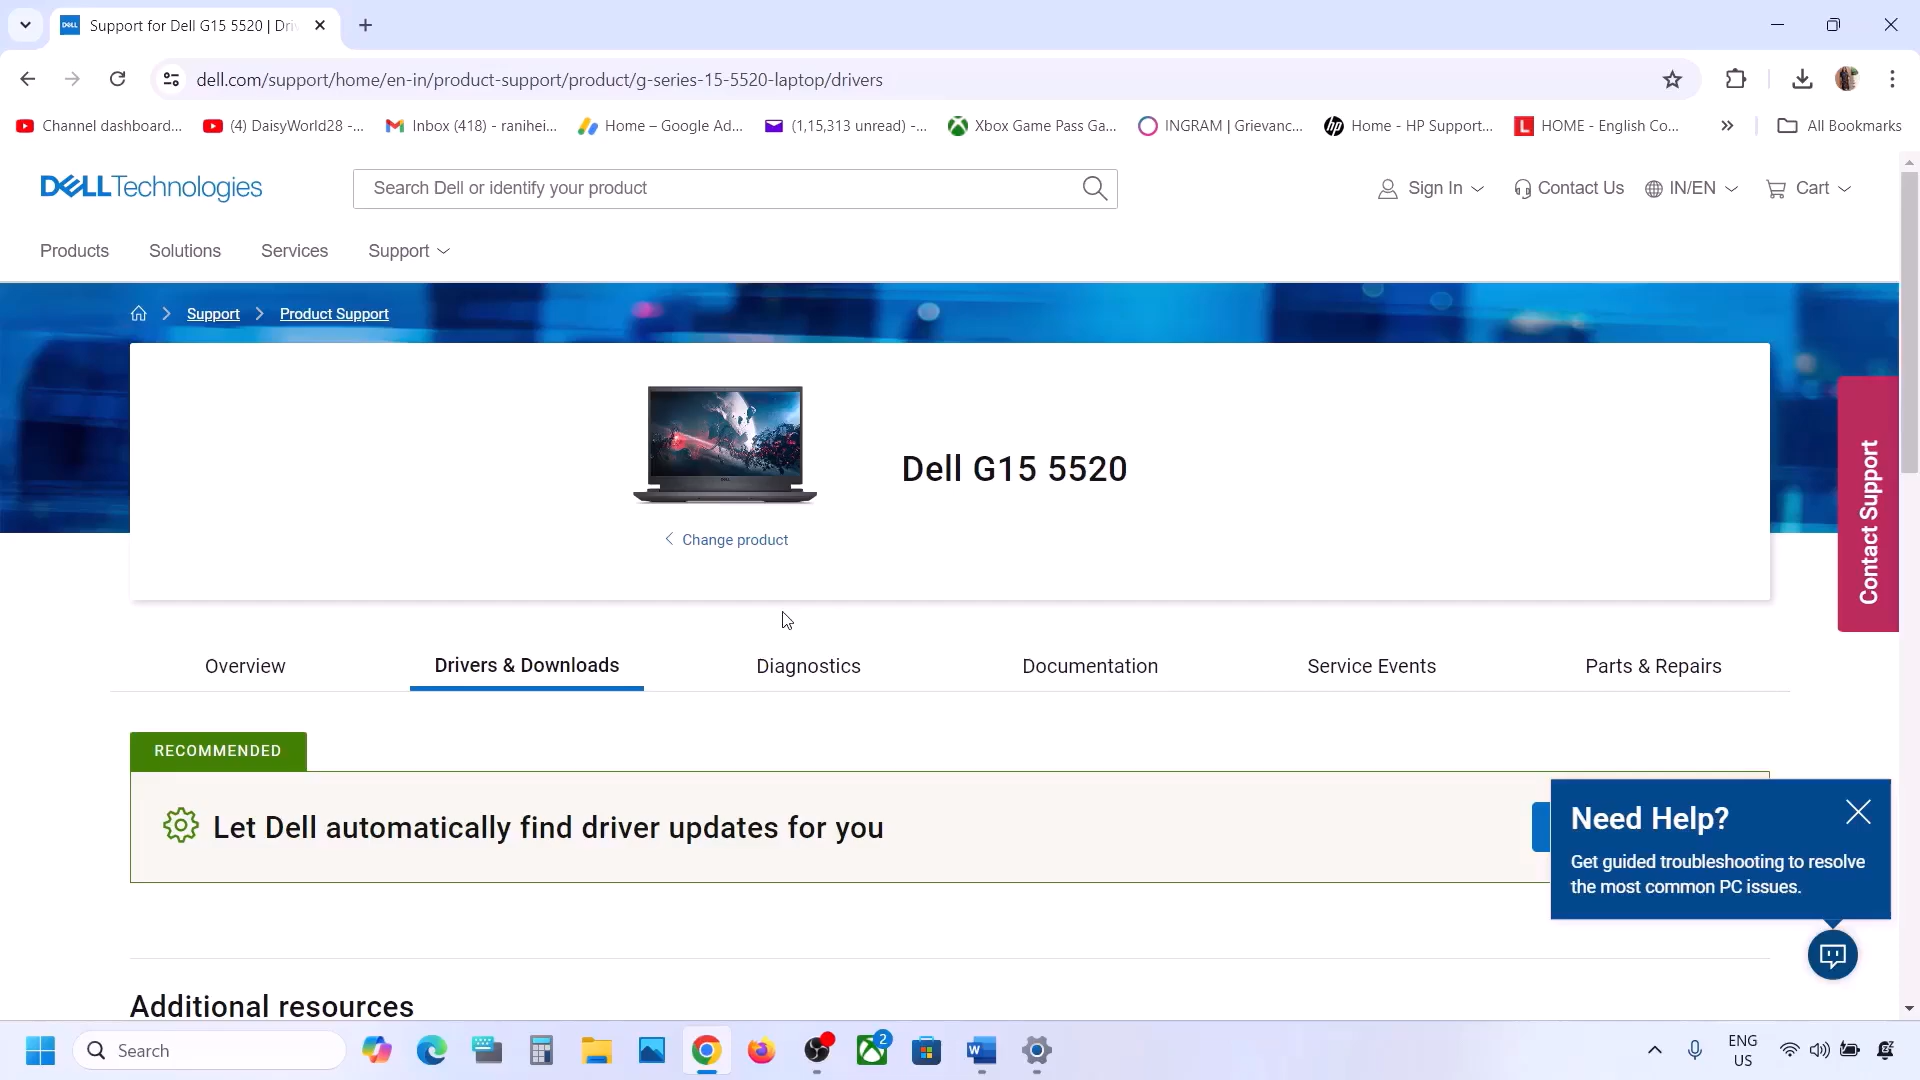 Support for Dell G15 5520 | Dri
dell.com/support/home/en-in/product-support/product/g-series-15-5520-laptop/drivers
Channel dashboard...
(4) DaisyWorld28 -...
Inbox (418) - ranihei...
Home – Google Ad...
(1,15,313 unread) -...
Xbox Game Pass Ga...
INGRAM | Grievanc...
Home - HP Support...
HOME - English Co...
All Bookmarks
DELL Technologies
Search Dell or identify your product
Sign In
Contact Us
IN/EN
Cart
Products
Solutions
Services
Support
Support
Product Support
Dell G15 5520
Change product
Contact Support
Overview
Drivers & Downloads
Diagnostics
Documentation
Service Events
Parts & Repairs
RECOMMENDED
Let Dell automatically find driver updates for you
Need Help?
Get guided troubleshooting to resolve
the most common PC issues.
Additional resources
Search
2
ENG
US